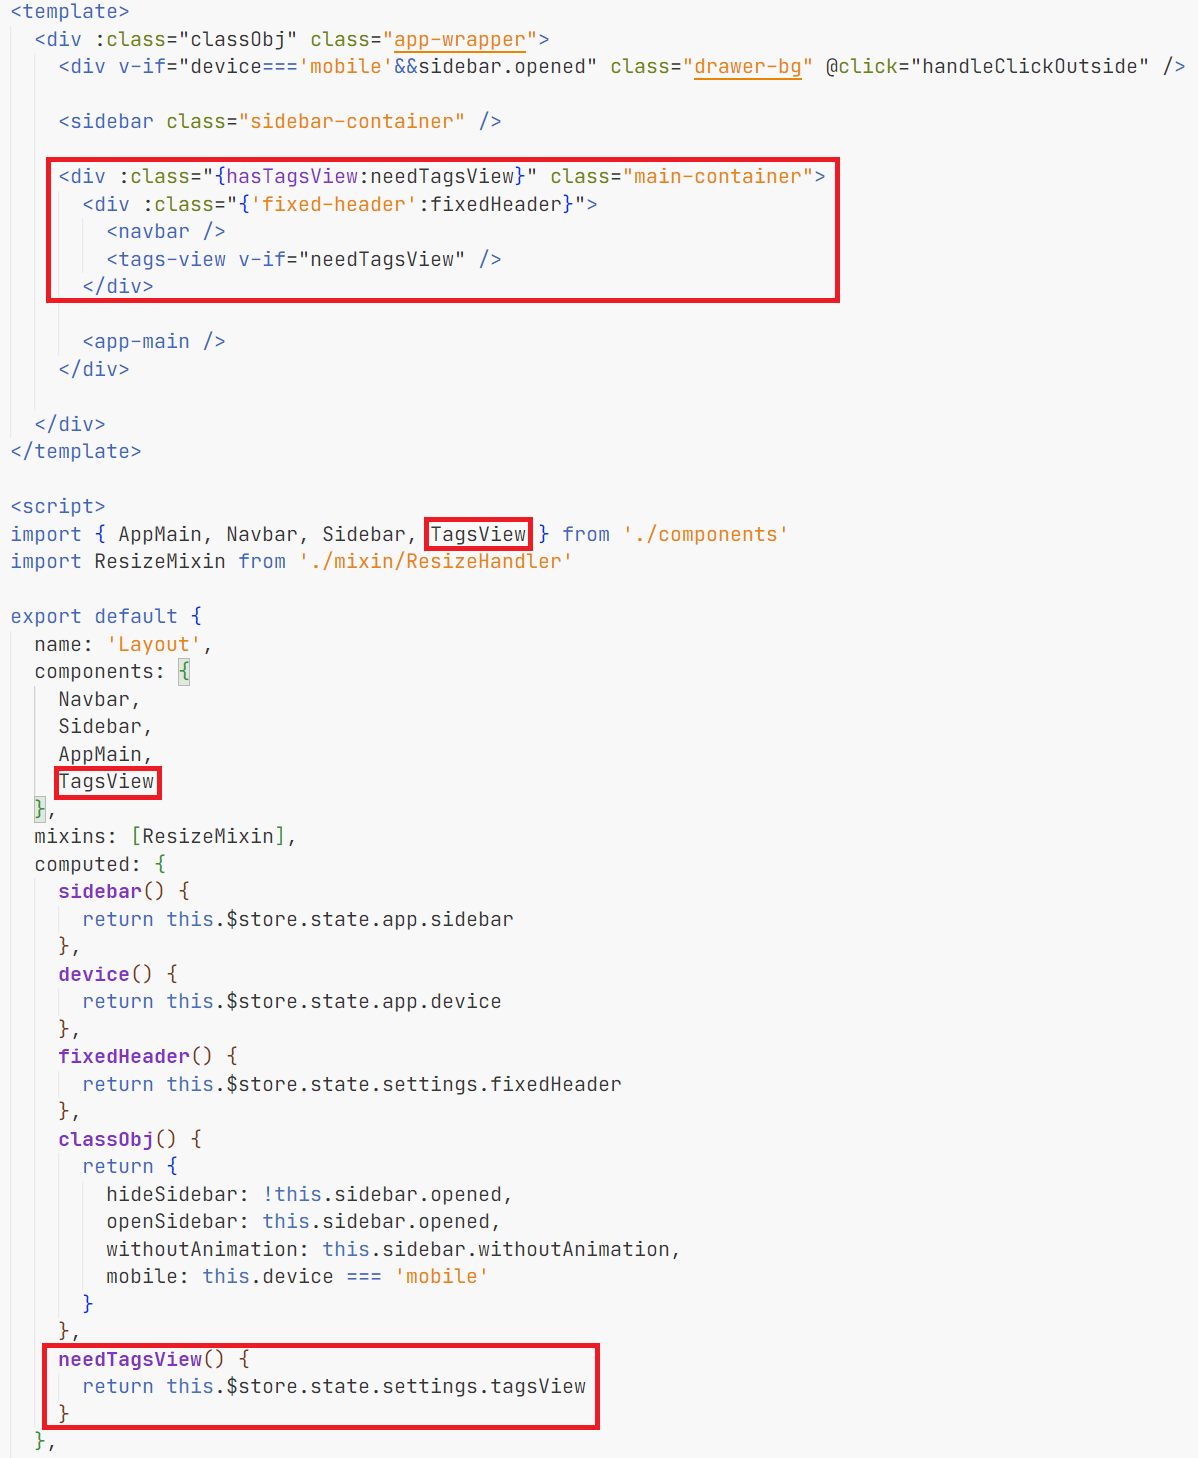 <template>
  <div :class="classObj" class="app-wrapper">
    <div v-if="device==='mobile'&&sidebar.opened" class="drawer-bg" @click="handleClickOutside" />

    <sidebar class="sidebar-container" />

    <div :class="{hasTagsView:needTagsView}" class="main-container">
      <div :class="{'fixed-header':fixedHeader}">
        <navbar />
        <tags-view v-if="needTagsView" />
      </div>

      <app-main />
    </div>

  </div>
</template>

<script>
import { AppMain, Navbar, Sidebar, TagsView } from './components'
import ResizeMixin from './mixin/ResizeHandler'

export default {
  name: 'Layout',
  components: {
    Navbar,
    Sidebar,
    AppMain,
    TagsView
  },
  mixins: [ResizeMixin],
  computed: {
    sidebar() {
      return this.$store.state.app.sidebar
    },
    device() {
      return this.$store.state.app.device
    },
    fixedHeader() {
      return this.$store.state.settings.fixedHeader
    },
    classObj() {
      return {
        hideSidebar: !this.sidebar.opened,
        openSidebar: this.sidebar.opened,
        withoutAnimation: this.sidebar.withoutAnimation,
        mobile: this.device === 'mobile'
      }
    },
    needTagsView() {
      return this.$store.state.settings.tagsView
    }
  },